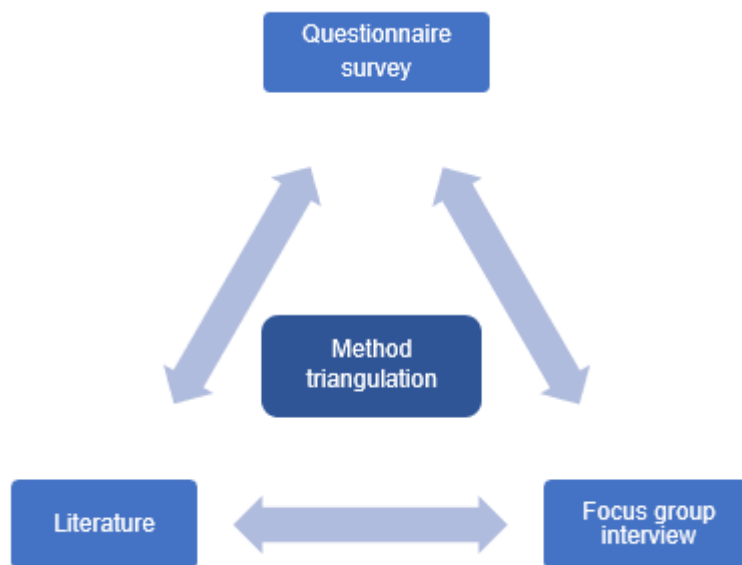 Questionnaire
survey
Method
triangulation
Literature
Focus group
interview